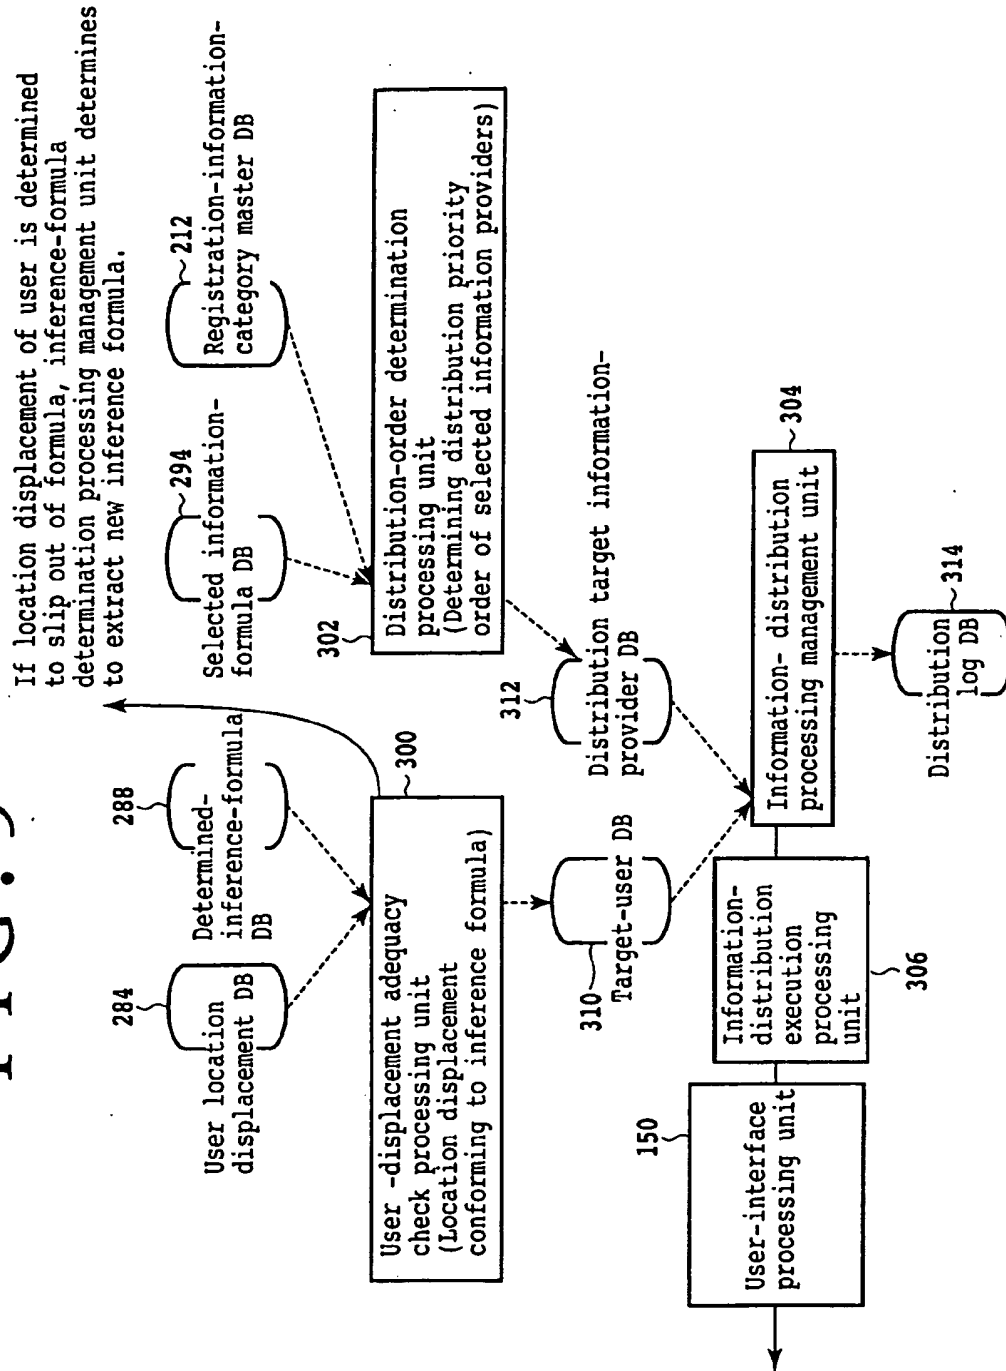 FIG. 9
If location displacement of user is determined
to slip out of formula, inference-formula
determination processing management unit determines
to extract new inference formula.
284
User location
displacement DB
288
Determined-
inference-formula
DB
294
Selected information-
formula DB
212
Registration-information-
category master DB
300
User -displacement adequacy
check processing unit
(Location displacement
conforming to inference formula)
302
Distribution-order determination
processing unit
(Determining distribution priority
order of selected information providers)
310
Target-user DB
312
Distribution target information-
provider DB
150
User-interface
processing unit
Information-
distribution
execution
processing
unit
306
304
Information- distribution
processing management unit
314
Distribution
log DB